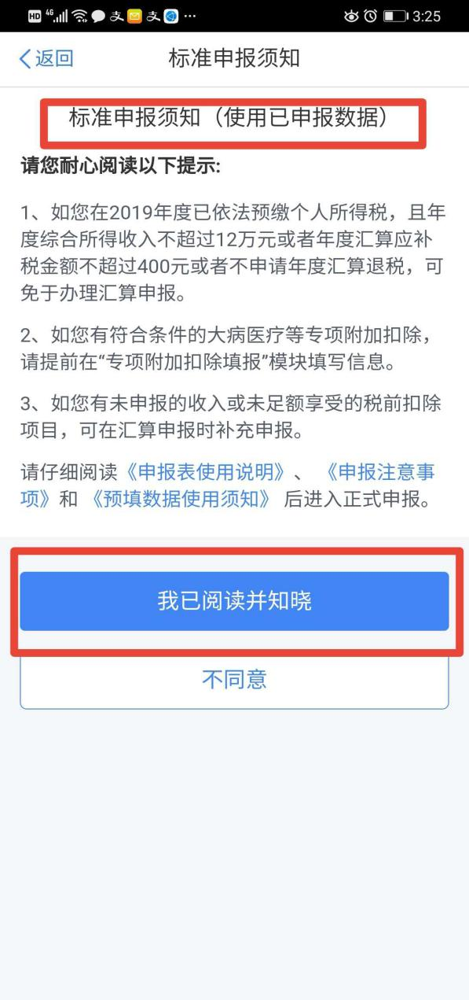 HD 4G 支 支 ··· 3:25
返回 标准申报须知
标准申报须知（使用已申报数据）
请您耐心阅读以下提示:
1、如您在2019年度已依法预缴个人所得税，且年
度综合所得收入不超过12万元或者年度汇算应补
税金额不超过400元或者不申请年度汇算退税，可
免于办理汇算申报。
2、如您有符合条件的大病医疗等专项附加扣除，
请提前在“专项附加扣除填报”模块填写信息。
3、如您有未申报的收入或未足额享受的税前扣除
项目，可在汇算申报时补充申报。
请仔细阅读《申报表使用说明》、《申报注意事
项》和《预填数据使用须知》后进入正式申报。
我已阅读并知晓
不同意